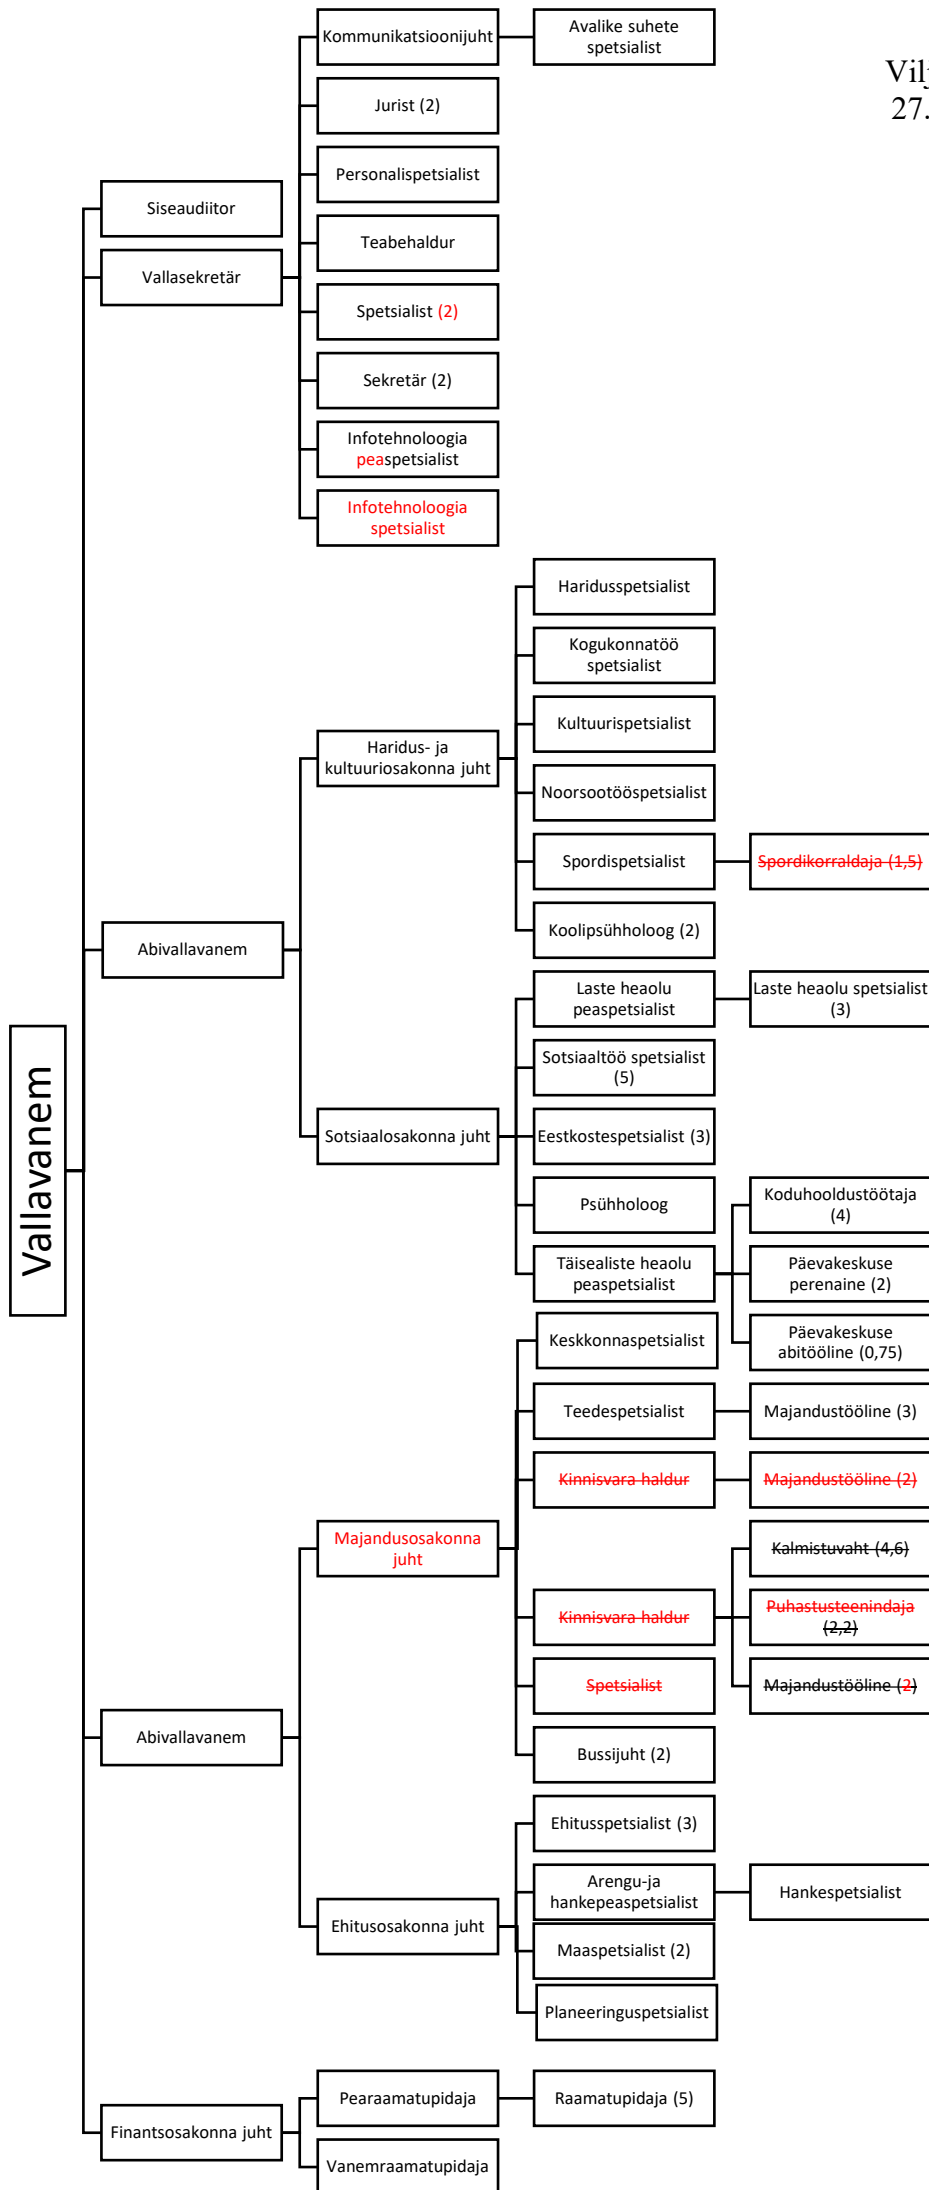 Kommunikatsioonijuht
Avalike suhete
spetsialist
Vilj
27.
Jurist (2)
Personalispetsialist
Siseaudiitor
Teabehaldur
Vallasekretär
Spetsialist (2)
Sekretär (2)
Infotehnoloogia
peaspetsialist
Infotehnoloogia
spetsialist
Haridusspetsialist
Kogukonnatöö
spetsialist
Kultuurispetsialist
Haridus- ja
kultuuriosakonna juht
Noorsootööspetsialist
Spordispetsialist
Spordikorraldaja (1,5)
Koolipsühholoog (2)
Abivallavanem
Laste heaolu
peaspetsialist
Laste heaolu spetsialist
(3)
Sotsiaaltöö spetsialist
(5)
Sotsiaalosakonna juht
Eestkostespetsialist (3)
Vallavanem
Psühholoog
Koduhooldustöötaja
(4)
Täisealiste heaolu
peaspetsialist
Päevakeskuse
perenaine (2)
Päevakeskuse
abitööline (0,75)
Keskkonnaspetsialist
Teedespetsialist
Majandustööline (3)
Kinnisvara haldur
Majandustööline (2)
Majandusosakonna
juht
Kalmistuvaht (4,6)
Kinnisvara haldur
Puhastusteenindaja
(2,2)
Spetsialist
Majandustööline (2)
Abivallavanem
Bussijuht (2)
Ehitusspetsialist (3)
Arengu-ja
hankepeaspetsialist
Hankespetsialist
Ehitusosakonna juht
Maaspetsialist (2)
Planeeringuspetsialist
Pearaamatupidaja
Raamatupidaja (5)
Finantsosakonna juht
Vanemraamatupidaja